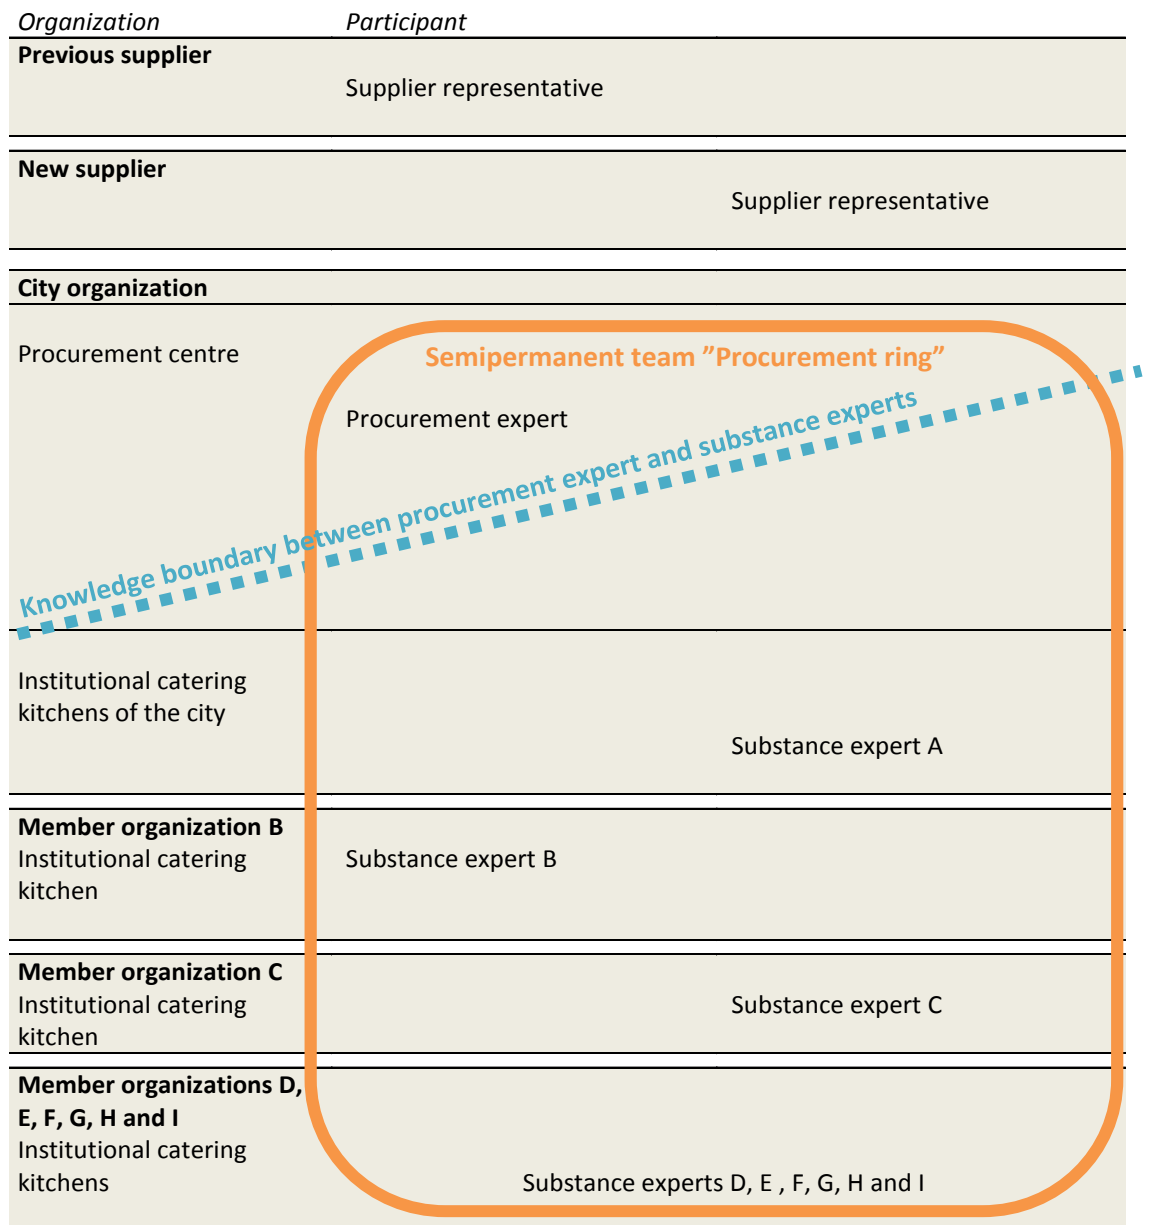 Organization Participant
Previous supplier
Supplier representative
New supplier
Supplier representative
City organization
Procurement centre
Semipermanent team ”Procurement ring”
Procurement expert
Knowledge boundary between procurement expert and substance experts
Institutional catering
kitchens of the city
Substance expert A
Member organization B
Institutional catering
kitchen
Substance expert B
Member organization C
Institutional catering
kitchen
Substance expert C
Member organizations D,
E, F, G, H and I
Institutional catering
kitchens
Substance experts D, E , F, G, H and I